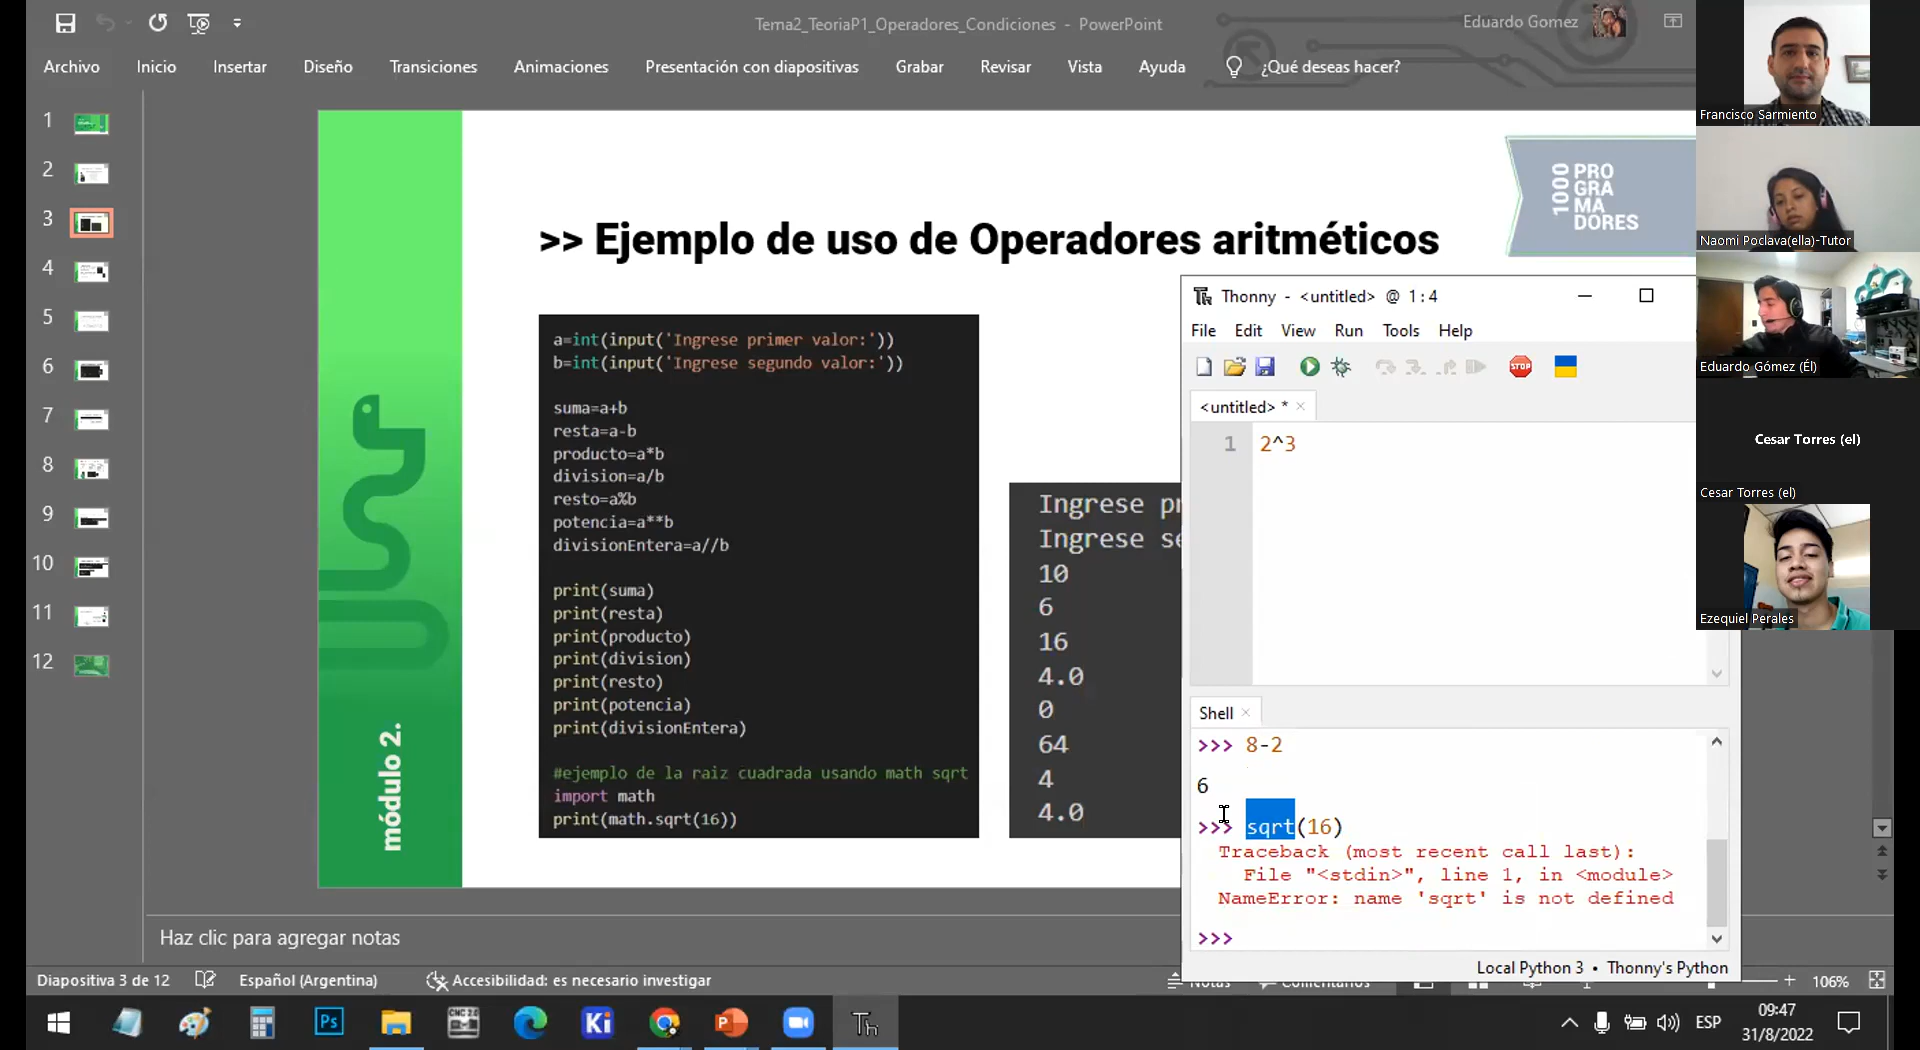 Tema2_TeoriaP1_Operadores_Condiciones - PowerPoint
Eduardo Gomez
Archivo Inicio Insertar Diseño Transiciones Animaciones Presentación con diapositivas Grabar Revisar Vista Ayuda ¿Qué deseas hacer?
1
2
3
4
5
6
7
8
9
10
11
12
módulo 2.
>> Ejemplo de uso de Operadores aritméticos
1000
PRO
GRA
MA
DORES
a=int(input('Ingrese primer valor:'))
b=int(input('Ingrese segundo valor:'))
suma=a+b
resta=a-b
producto=a*b
division=a/b
resto=a%b
potencia=a**b
divisionEntera=a//b
print(suma)
print(resta)
print(producto)
print(division)
print(resto)
print(potencia)
print(divisionEntera)
#ejemplo de la raiz cuadrada usando math sqrt
import math
print(math.sqrt(16))
Ingrese
Ingrese
10
6
16
4.0
0
64
4
4.0
Thonny - <untitled> @ 1:4
File Edit View Run Tools Help
STOP
<untitled> *
1 2^3
Shell
>>> 8-2
6
>>> sqrt(16)
Traceback (most recent call last):
File "<stdin>", line 1, in <module>
NameError: name 'sqrt' is not defined
>>>
Local Python 3 • Thonny's Python
Francisco Sarmiento
Naomi Poclava(ella)-Tutor
Eduardo Gómez (Él)
Cesar Torres (el)
Cesar Torres (el)
Ezequiel Perales
Haz clic para agregar notas
Diapositiva 3 de 12 Español (Argentina) Accesibilidad: es necesario investigar
106%
Ps
CNC 2.0
Ki
Th
ESP
09:47
31/8/2022